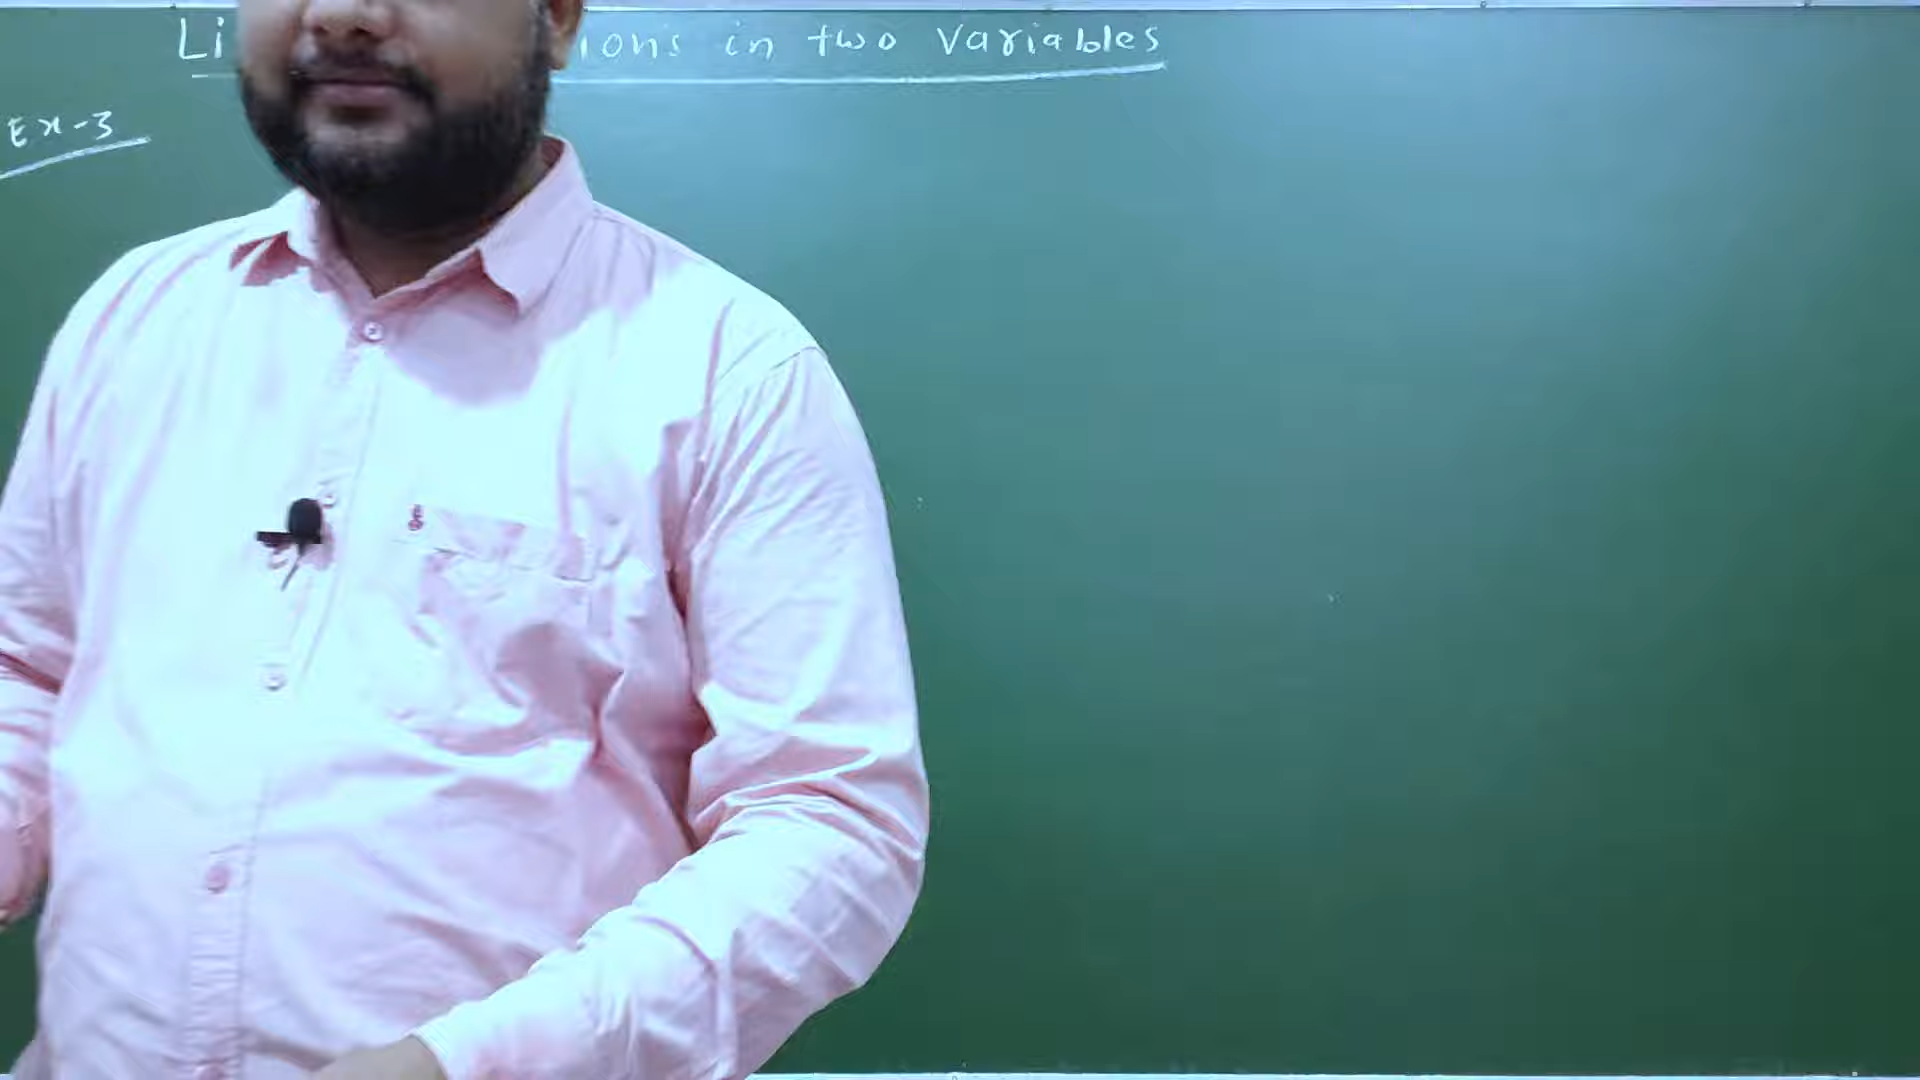 Li ions in two variables
Ex-3